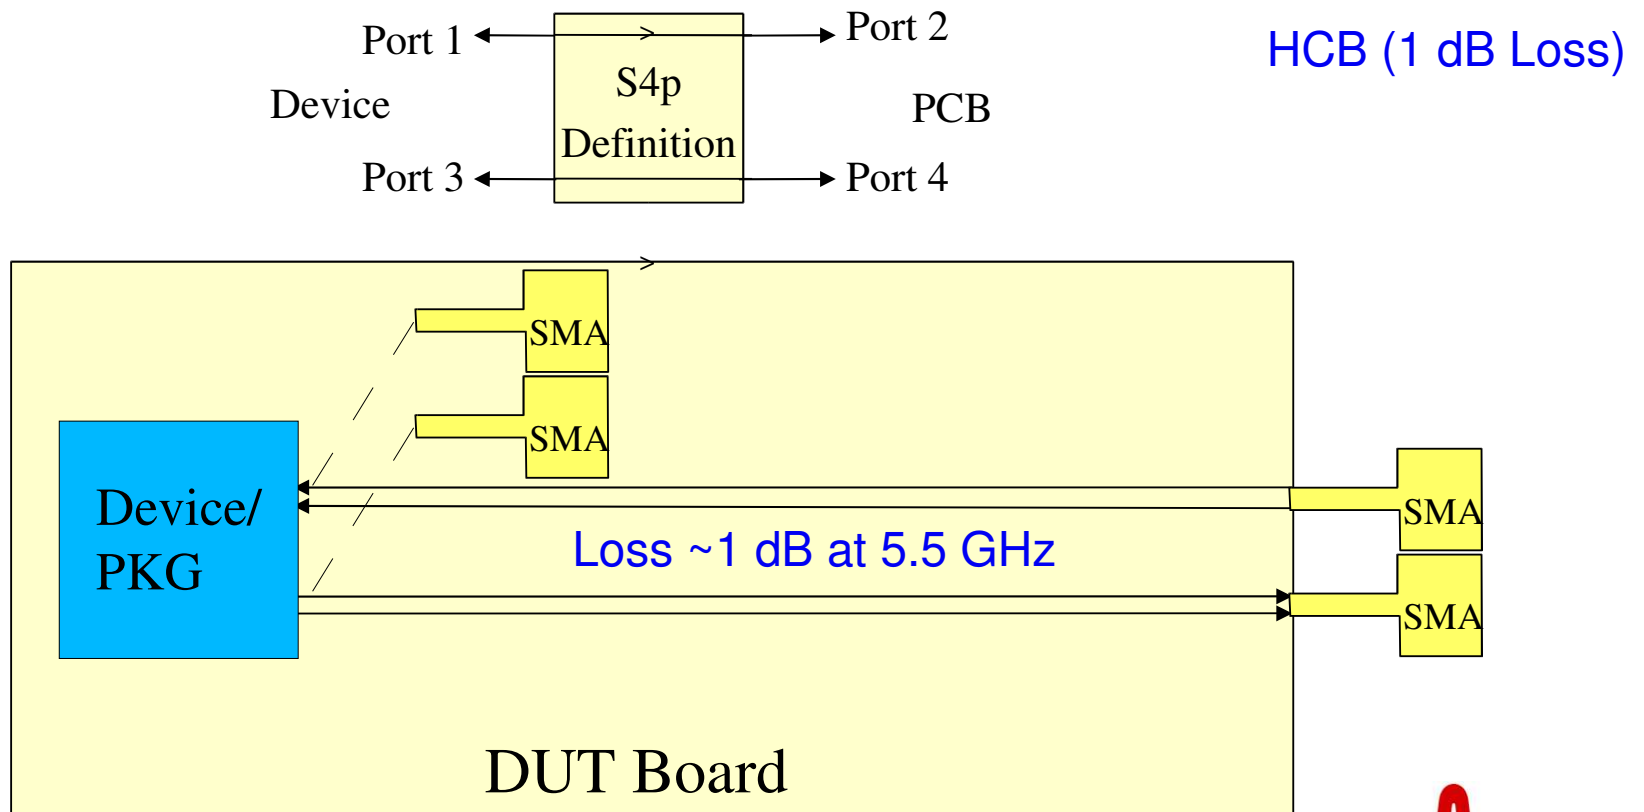 Port 1
Port 2
HCB (1 dB Loss)
S4p
Device
PCB
Definition
Port 3
Port 4
SMA
SMA
Device/
PKG
SMA
Loss ~1 dB at 5.5 GHz
SMA
DUT Board